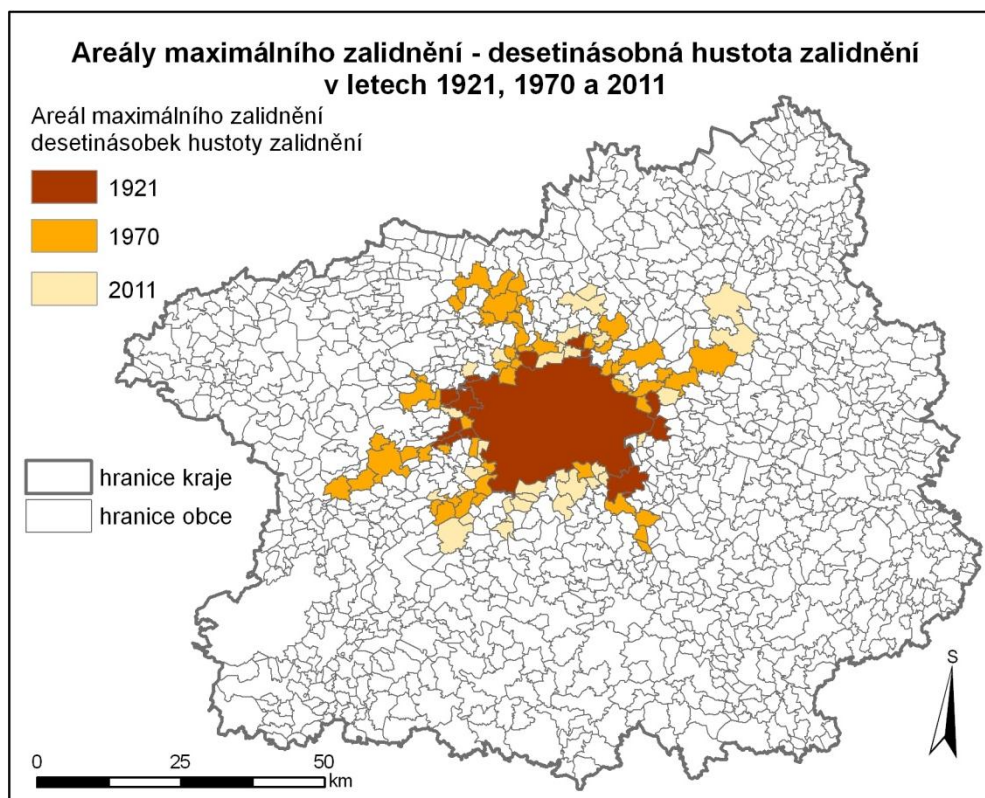 Areály maximálního zalidnění - desetinásobná hustota zalidnění
v letech 1921, 1970 a 2011
Areál maximálního zalidnění
desetinásobek hustoty zalidnění
1921
1970
2011
hranice kraje
hranice obce
S
0 25 50
km